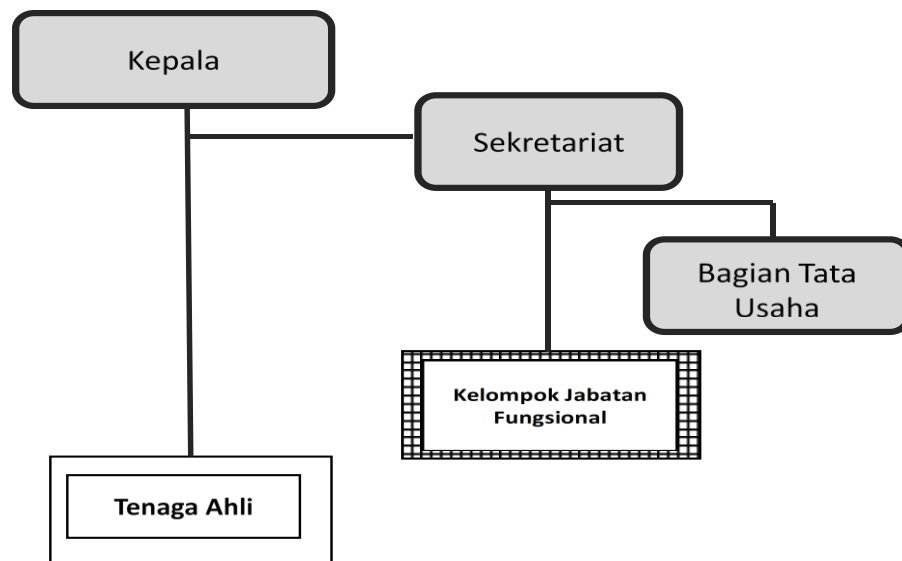 Kepala
Sekretariat
Bagian Tata
Usaha
Kelompok Jabatan
Fungsional
Tenaga Ahli